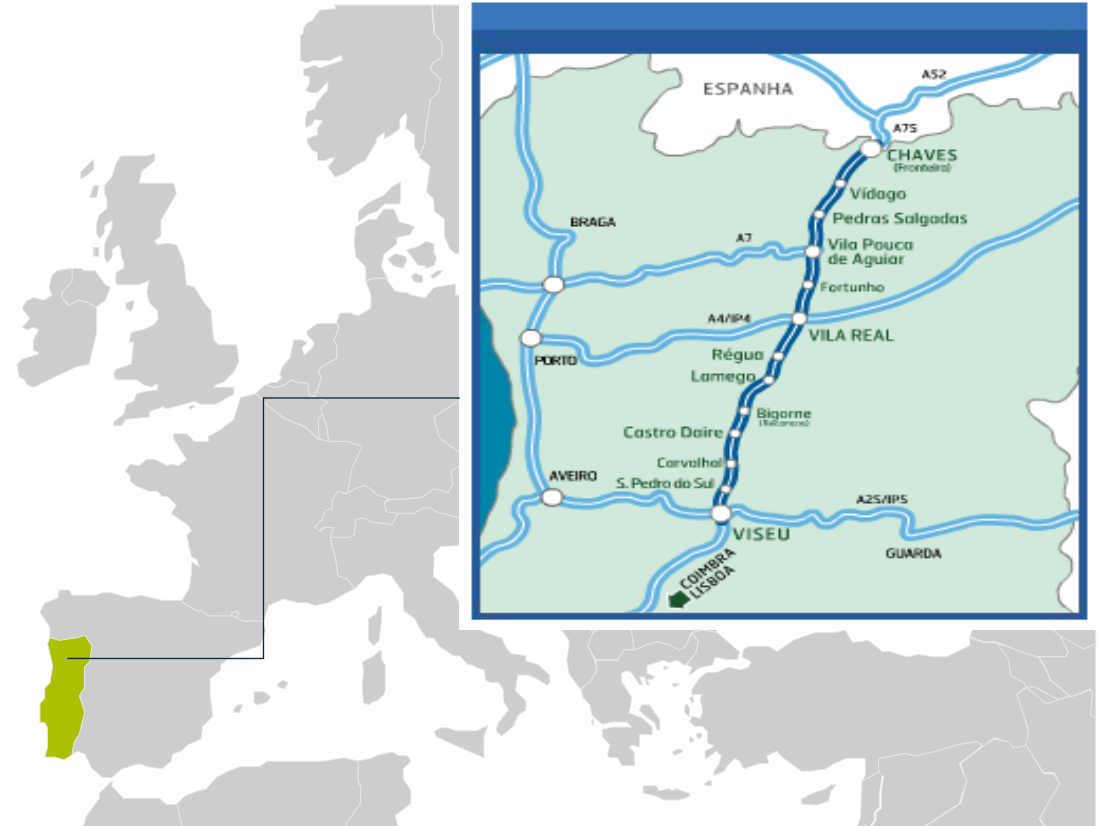 ESPANHA
A52
A75
CHAVES
(Fronteira)
Vídago
BRAGA
Pedras Salgadas
A7
Vila Pouca
de Aguiar
Fortunho
A4/IP4
VILA REAL
PORTO
Régua
Lamego
Bigorne
Castro Daire
Carvalhal
AVEIRO
S. Pedro do Sul
A25/IP5
VISEU
GUARDA
COIMBRA
LISBOA